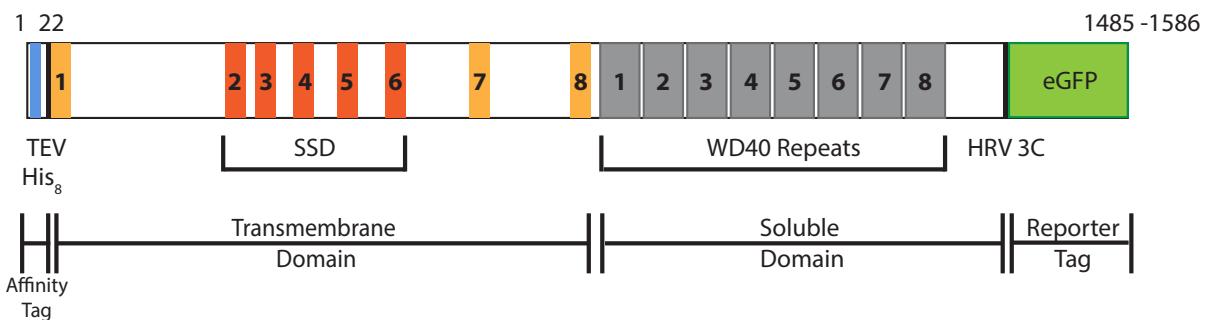 1 22 1485 -1586
1 2 3 4 5 6 7 8 1 2 3 4 5 6 7 8 eGFP
TEV SSD WD40 Repeats HRV 3C
His8
Transmembrane Soluble Reporter
Domain Domain Tag
Affinity
Tag